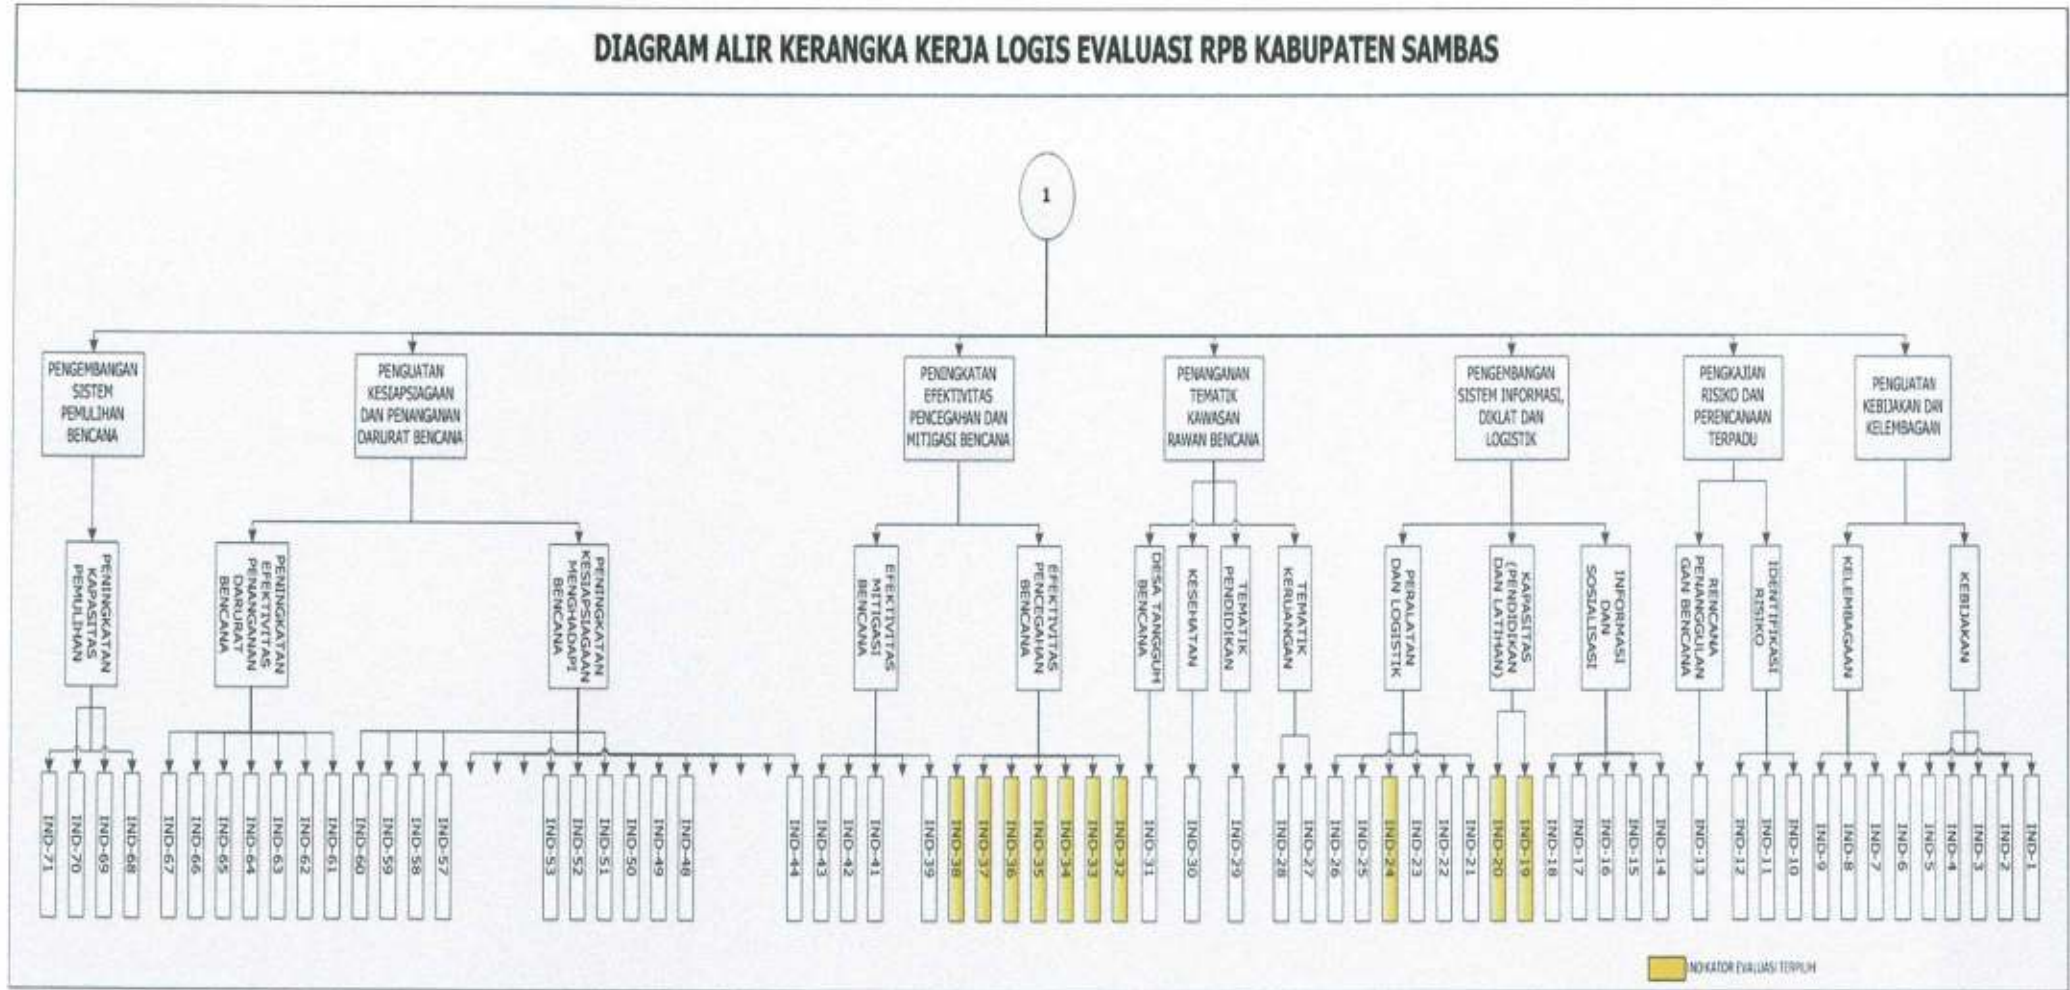 DIAGRAM ALIR KERANGKA KERJA LOGIS EVALUASI RPB KABUPATEN SAMBAS
1
PENGEMBANGAN
SISTEM
PEMULIHAN
BENCANA
PENGUATAN
KESIAPSIAGAAN
DAN PENANGANAN
DARURAT BENCANA
PENINGKATAN
EFEKTIVITAS
PENCEGAHAN DAN
MITIGASI BENCANA
PENANGANAN
TEMATIK
KAWASAN
RAWAN BENCANA
PENGEMBANGAN
SISTEM INFORMASI,
DIKLAT DAN
LOGISTIK
PENGKAJIAN
RISIKO DAN
PERENCANAAN
TERPADU
PENGUATAN
KEBIJAKAN DAN
KELEMBAGAAN
PENINGKATAN
KAPASITAS
PEMULIHAN
PENINGKATAN
EFEKTIVITAS
PENANGANAN
DARURAT
BENCANA
PENINGKATAN
KESIAPSIAGAAN
MENGHADAPI
BENCANA
EFEKTIVITAS
MITIGASI
BENCANA
EFEKTIVITAS
PENCEGAHAN
BENCANA
DESA TANGGUH
BENCANA
KESEHATAN
TEMATIK
PENDIDIKAN
TEMATIK
KERUANGAN
PERALATAN
DAN LOGISTIK
KAPASITAS
(PENDIDIKAN
DAN LATIHAN)
INFORMASI
DAN
SOSIALISASI
RENCANA
PENANGGULAN
GAN BENCANA
IDENTIFIKASI
RISIKO
KELEMBAGAAN
KEBIJAKAN
IND-71
IND-70
IND-69
IND-68
IND-67
IND-66
IND-65
IND-64
IND-63
IND-62
IND-61
IND-60
IND-59
IND-58
IND-57
IND-53
IND-52
IND-51
IND-50
IND-49
IND-48
IND-44
IND-43
IND-42
IND-41
IND-39
IND-38
IND-37
IND-36
IND-35
IND-34
IND-33
IND-32
IND-31
IND-30
IND-29
IND-28
IND-27
IND-26
IND-25
IND-24
IND-23
IND-22
IND-21
IND-20
IND-19
IND-18
IND-17
IND-16
IND-15
IND-14
IND-13
IND-12
IND-11
IND-10
IND-9
IND-8
IND-7
IND-6
IND-5
IND-4
IND-3
IND-2
IND-1
INDIKATOR EVALUASI TERPILIH